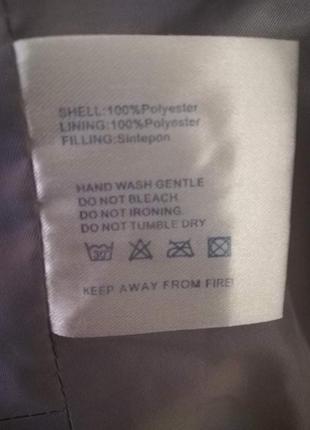 SHELL:100%Polyester
LINING:100%Polyester
FILLING:Sintepon
HAND WASH GENTLE
DO NOT BLEACH
DO NOT IRONING.
DO NOT TUMBLE DRY
30
KEEP AWAY FROM FIRE!